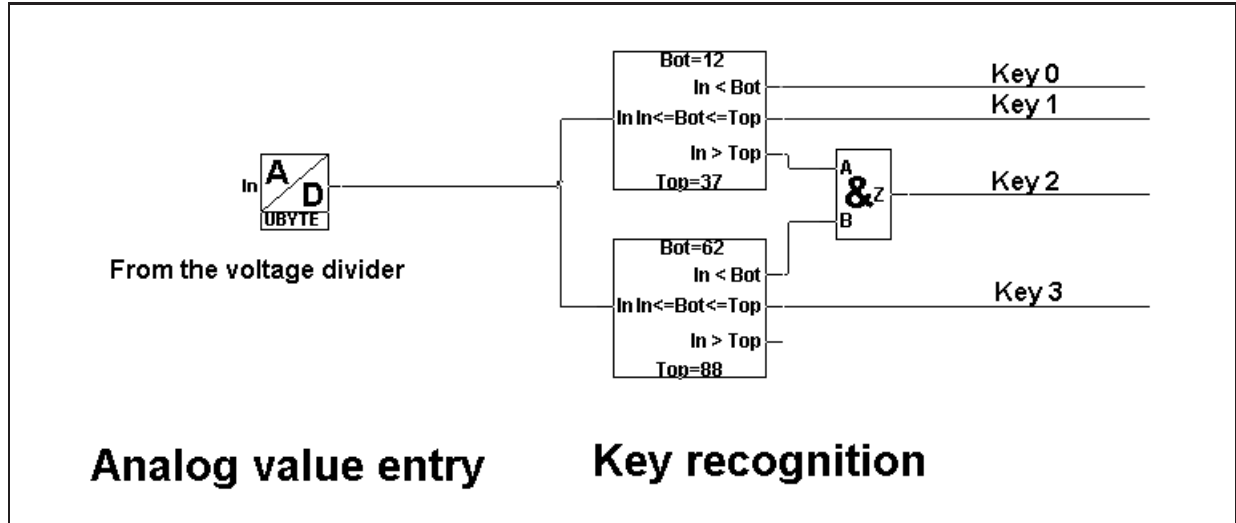 Bot=12
In < Bot
In In<=Bot<=Top
In > Top
Top=37
Key 0
Key 1
A
B
& Z
Key 2
In
A
D
UBYTE
From the voltage divider
Bot=62
In < Bot
In In<=Bot<=Top
In > Top
Top=88
Key 3
Analog value entry
Key recognition